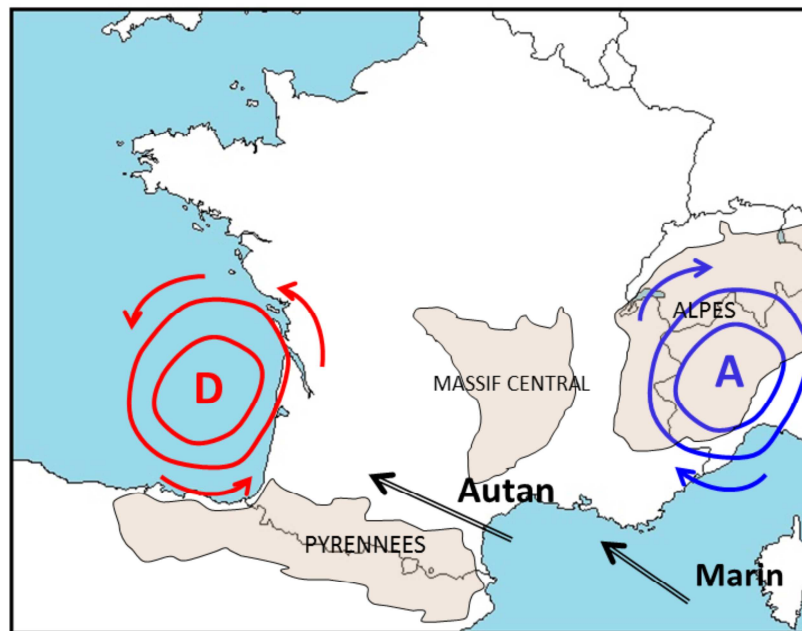 ALPES
D
MASSIF CENTRAL
A
Autan
PYRENNEES
Marin